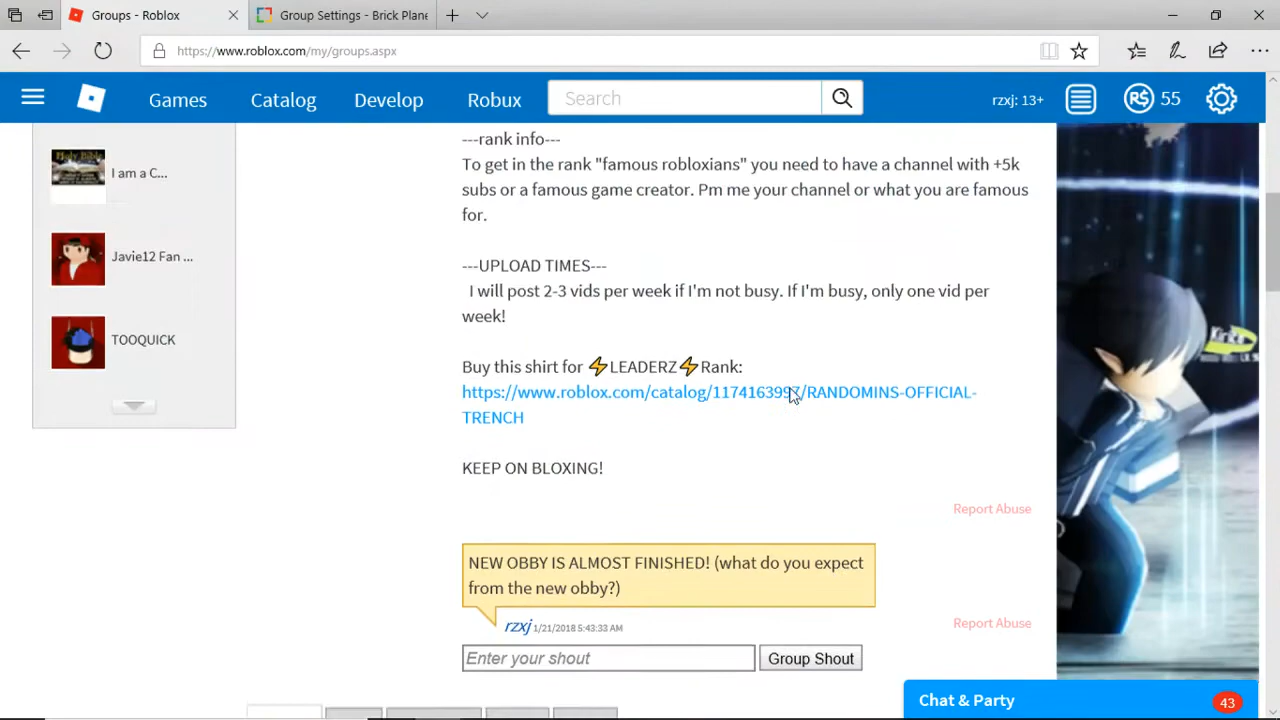 Groups - Roblox
Group Settings - Brick Plane
https://www.roblox.com/my/groups.aspx
Games Catalog Develop Robux Search rzxj: 13+ R$ 55
---rank info---
To get in the rank "famous robloxians" you need to have a channel with +5k
subs or a famous game creator. Pm me your channel or what you are famous
for.
I am a C...
Javie12 Fan ...
TOOQUICK
---UPLOAD TIMES---
I will post 2-3 vids per week if I'm not busy. If I'm busy, only one vid per
week!
Buy this shirt for ⚡LEADERZ⚡Rank:
https://www.roblox.com/catalog/1174163997/RANDOMINS-OFFICIAL-
TRENCH
KEEP ON BLOXING!
Report Abuse
NEW OBBY IS ALMOST FINISHED! (what do you expect
from the new obby?)
rzxj 1/21/2018 5:43:33 AM
Report Abuse
Enter your shout Group Shout
Chat & Party 43